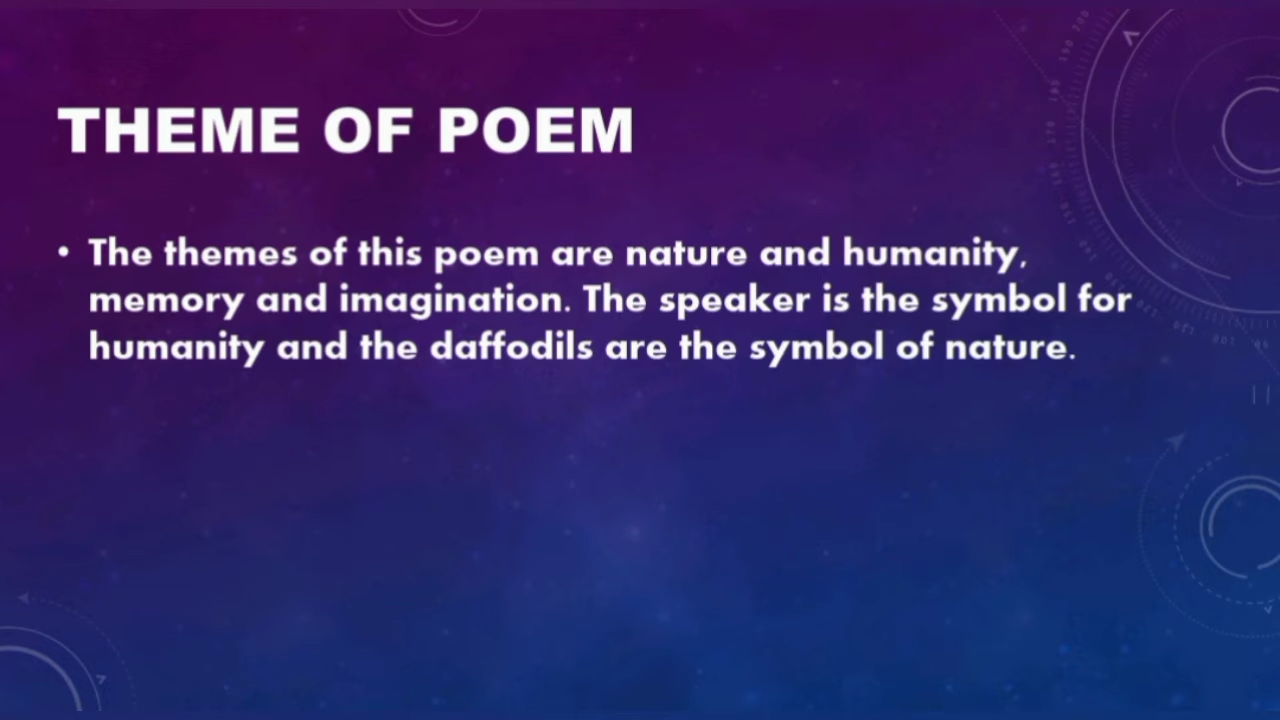 THEME OF POEM
• The themes of this poem are nature and humanity,
memory and imagination. The speaker is the symbol for
humanity and the daffodils are the symbol of nature.